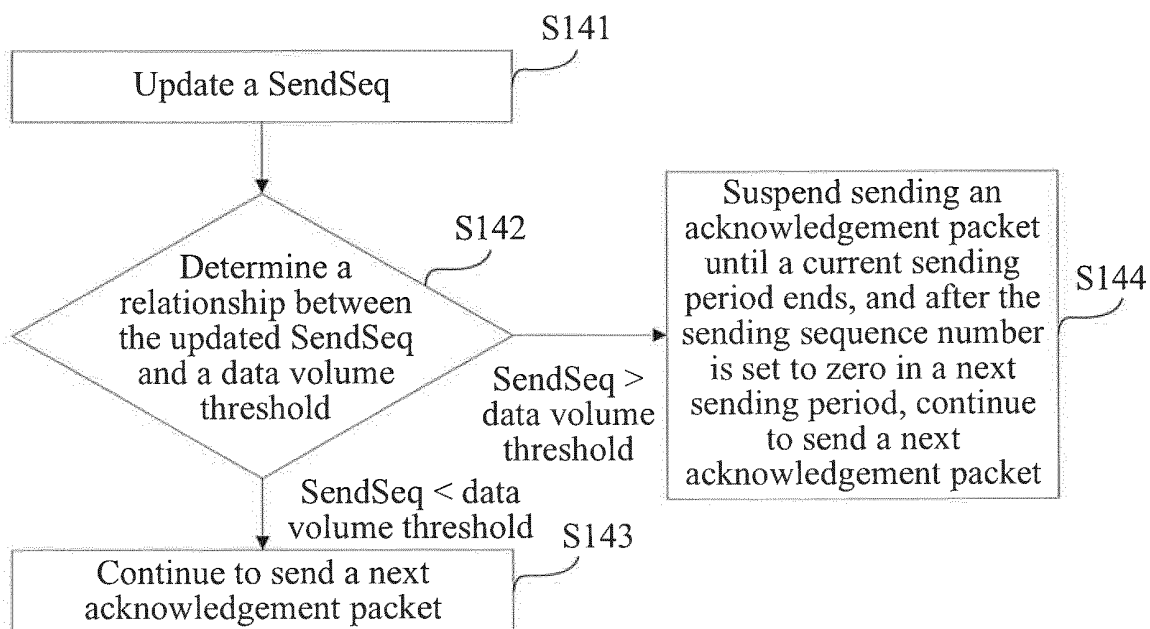 S141
Update a SendSeq
S142
Determine a
relationship between
the updated SendSeq
and a data volume
threshold
SendSeq >
data volume
threshold
S144
Suspend sending an
acknowledgement packet
until a current sending
period ends, and after the
sending sequence number
is set to zero in a next
sending period, continue
to send a next
acknowledgement packet
SendSeq < data
volume threshold
S143
Continue to send a next
acknowledgement packet